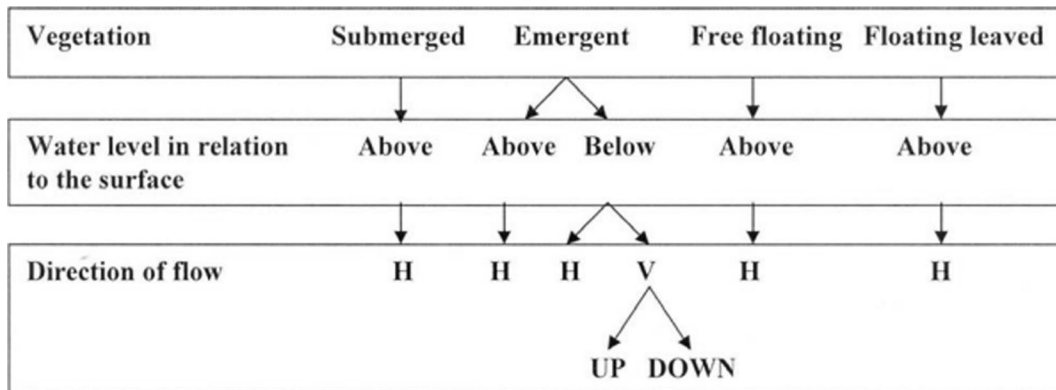 Vegetation Submerged Emergent Free floating Floating leaved
Water level in relation to the surface Above Above Below Above Above
Direction of flow H H H V H H
UP DOWN